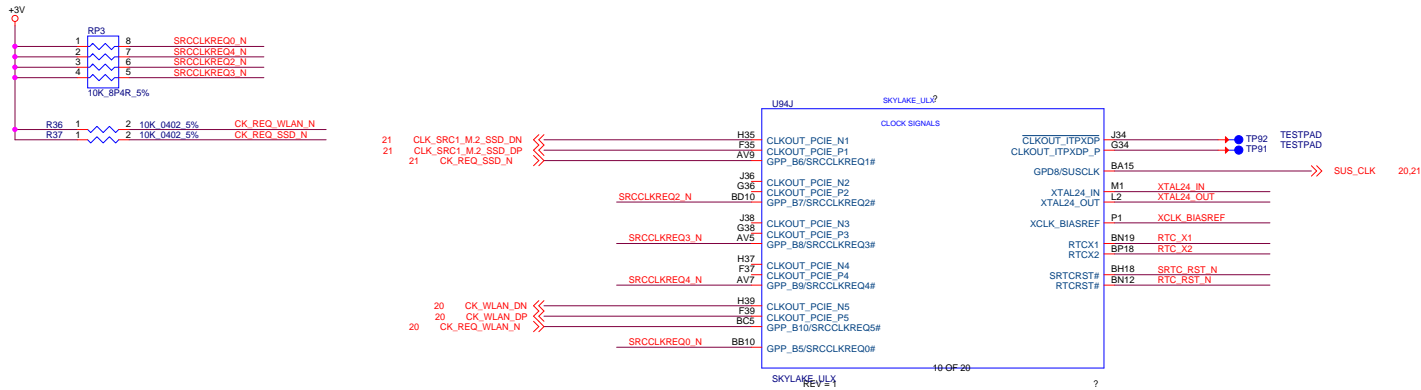 +3V
RP3
1 8 SRCCLKREQ0_N
2 7 SRCCLKREQ4_N
3 6 SRCCLKREQ2_N
4 5 SRCCLKREQ3_N
10K_8P4R_5%
R36 1 2 10K_0402_5% CK_REQ_WLAN_N
R37 1 2 10K_0402_5% CK_REQ_SSD_N
U94J SKYLAKE_ULX ?
CLOCK SIGNALS
21 CLK_SRC1_M.2_SSD_DN H35 CLKOUT_PCIE_N1
21 CLK_SRC1_M.2_SSD_DP F35 CLKOUT_PCIE_P1
21 CK_REQ_SSD_N AV9 GPP_B6/SRCCLKREQ1#
J36 CLKOUT_PCIE_N2
G36 CLKOUT_PCIE_P2
SRCCLKREQ2_N BD10 GPP_B7/SRCCLKREQ2#
J38 CLKOUT_PCIE_N3
G38 CLKOUT_PCIE_P3
SRCCLKREQ3_N AV5 GPP_B8/SRCCLKREQ3#
H37 CLKOUT_PCIE_N4
F37 CLKOUT_PCIE_P4
SRCCLKREQ4_N AV7 GPP_B9/SRCCLKREQ4#
20 CK_WLAN_DN H39 CLKOUT_PCIE_N5
20 CK_WLAN_DP F39 CLKOUT_PCIE_P5
20 CK_REQ_WLAN_N BC5 GPP_B10/SRCCLKREQ5#
SRCCLKREQ0_N BB10 GPP_B5/SRCCLKREQ0#
CLKOUT_ITPXDP J34 TP92 TESTPAD
CLKOUT_ITPXDP_P G34 TP91 TESTPAD
GPD8/SUSCLK BA15 SUS_CLK 20,21
XTAL24_IN M1 XTAL24_IN
XTAL24_OUT L2 XTAL24_OUT
XCLK_BIASREF P1 XCLK_BIASREF
RTCX1 BN19 RTC_X1
RTCX2 BP18 RTC_X2
SRTCRST# BH18 SRTC_RST_N
RTCRST# BN12 RTC_RST_N
10 OF 20
SKYLAKE_ULX
REV = 1 ?